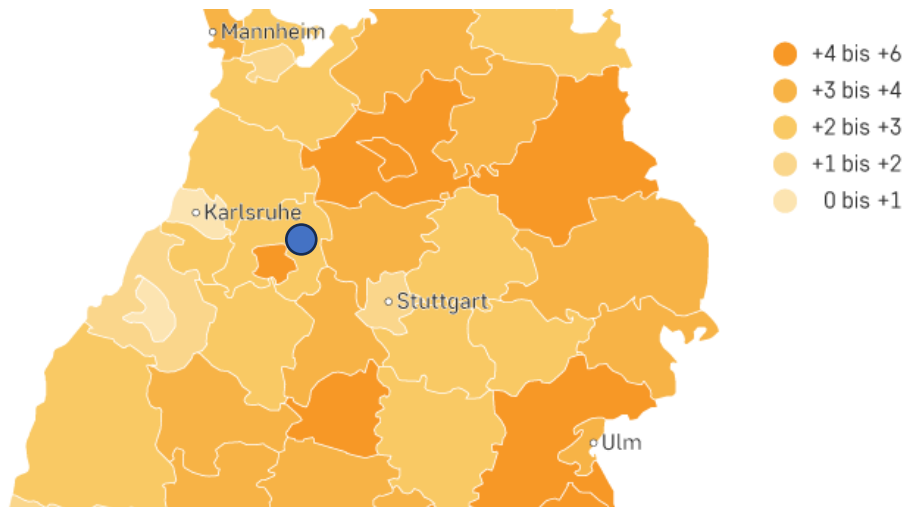 Mannheim
Karlsruhe
Stuttgart
Ulm
+4 bis +6
+3 bis +4
+2 bis +3
+1 bis +2
0 bis +1